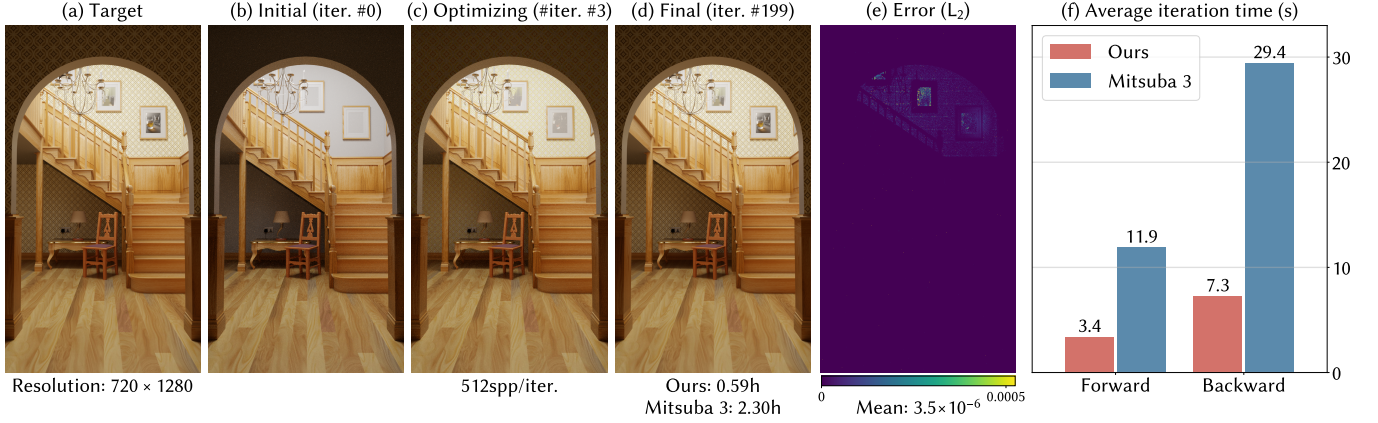 (a) Target
(b) Initial (iter. #0)
(c) Optimizing (#iter. #3)
(d) Final (iter. #199)
(e) Error (L₂)
(f) Average iteration time (s)
Ours
Mitsuba 3
29.4
30
20
11.9
10
7.3
3.4
0
Forward
Backward
Resolution: 720 × 1280
512spp/iter.
Ours: 0.59h
Mitsuba 3: 2.30h
0
0.0005
Mean: 3.5×10⁻⁶